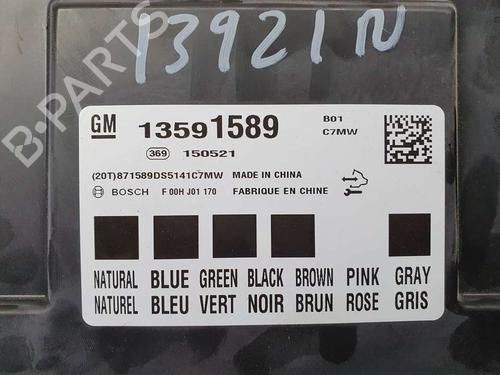 13921N
B-PARTS
GM 13591589 B01
C7MW
369 150521
(20T)871589DS5141C7MW MADE IN CHINA
BOSCH F 00H J01 170 FABRIQUE EN CHINE
NATURAL BLUE GREEN BLACK BROWN PINK GRAY
NATUREL BLEU VERT NOIR BRUN ROSE GRIS